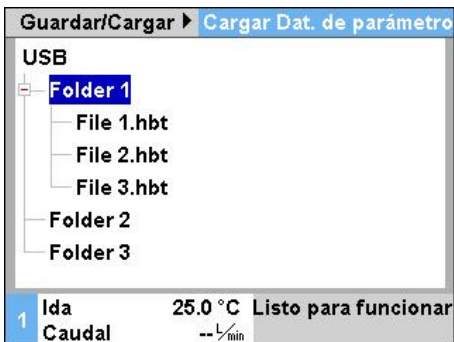 Guardar/Cargar ▶ Cargar Dat. de parámetro
USB
Folder 1
File 1.hbt
File 2.hbt
File 3.hbt
Folder 2
Folder 3
1
Ida 25.0 °C Listo para funcionar
Caudal -- L/min